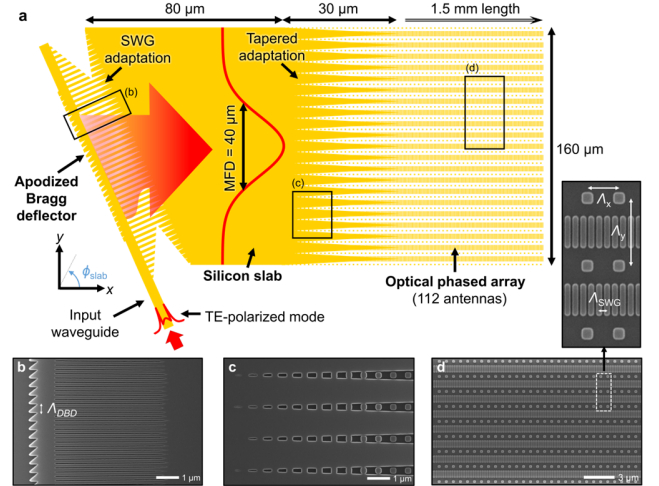 80 μm
30 μm
1.5 mm length
a
SWG
adaptation
Tapered
adaptation
(b)
(d)
MFD = 40 μm
160 μm
Apodized
Bragg
deflector
(c)
Λx
Λy
y
ϕslab
x
Silicon slab
Optical phased array
(112 antennas)
ΛSWG
Input
waveguide
TE-polarized mode
b
ΛDBD
1 μm
c
1 μm
d
3 μm